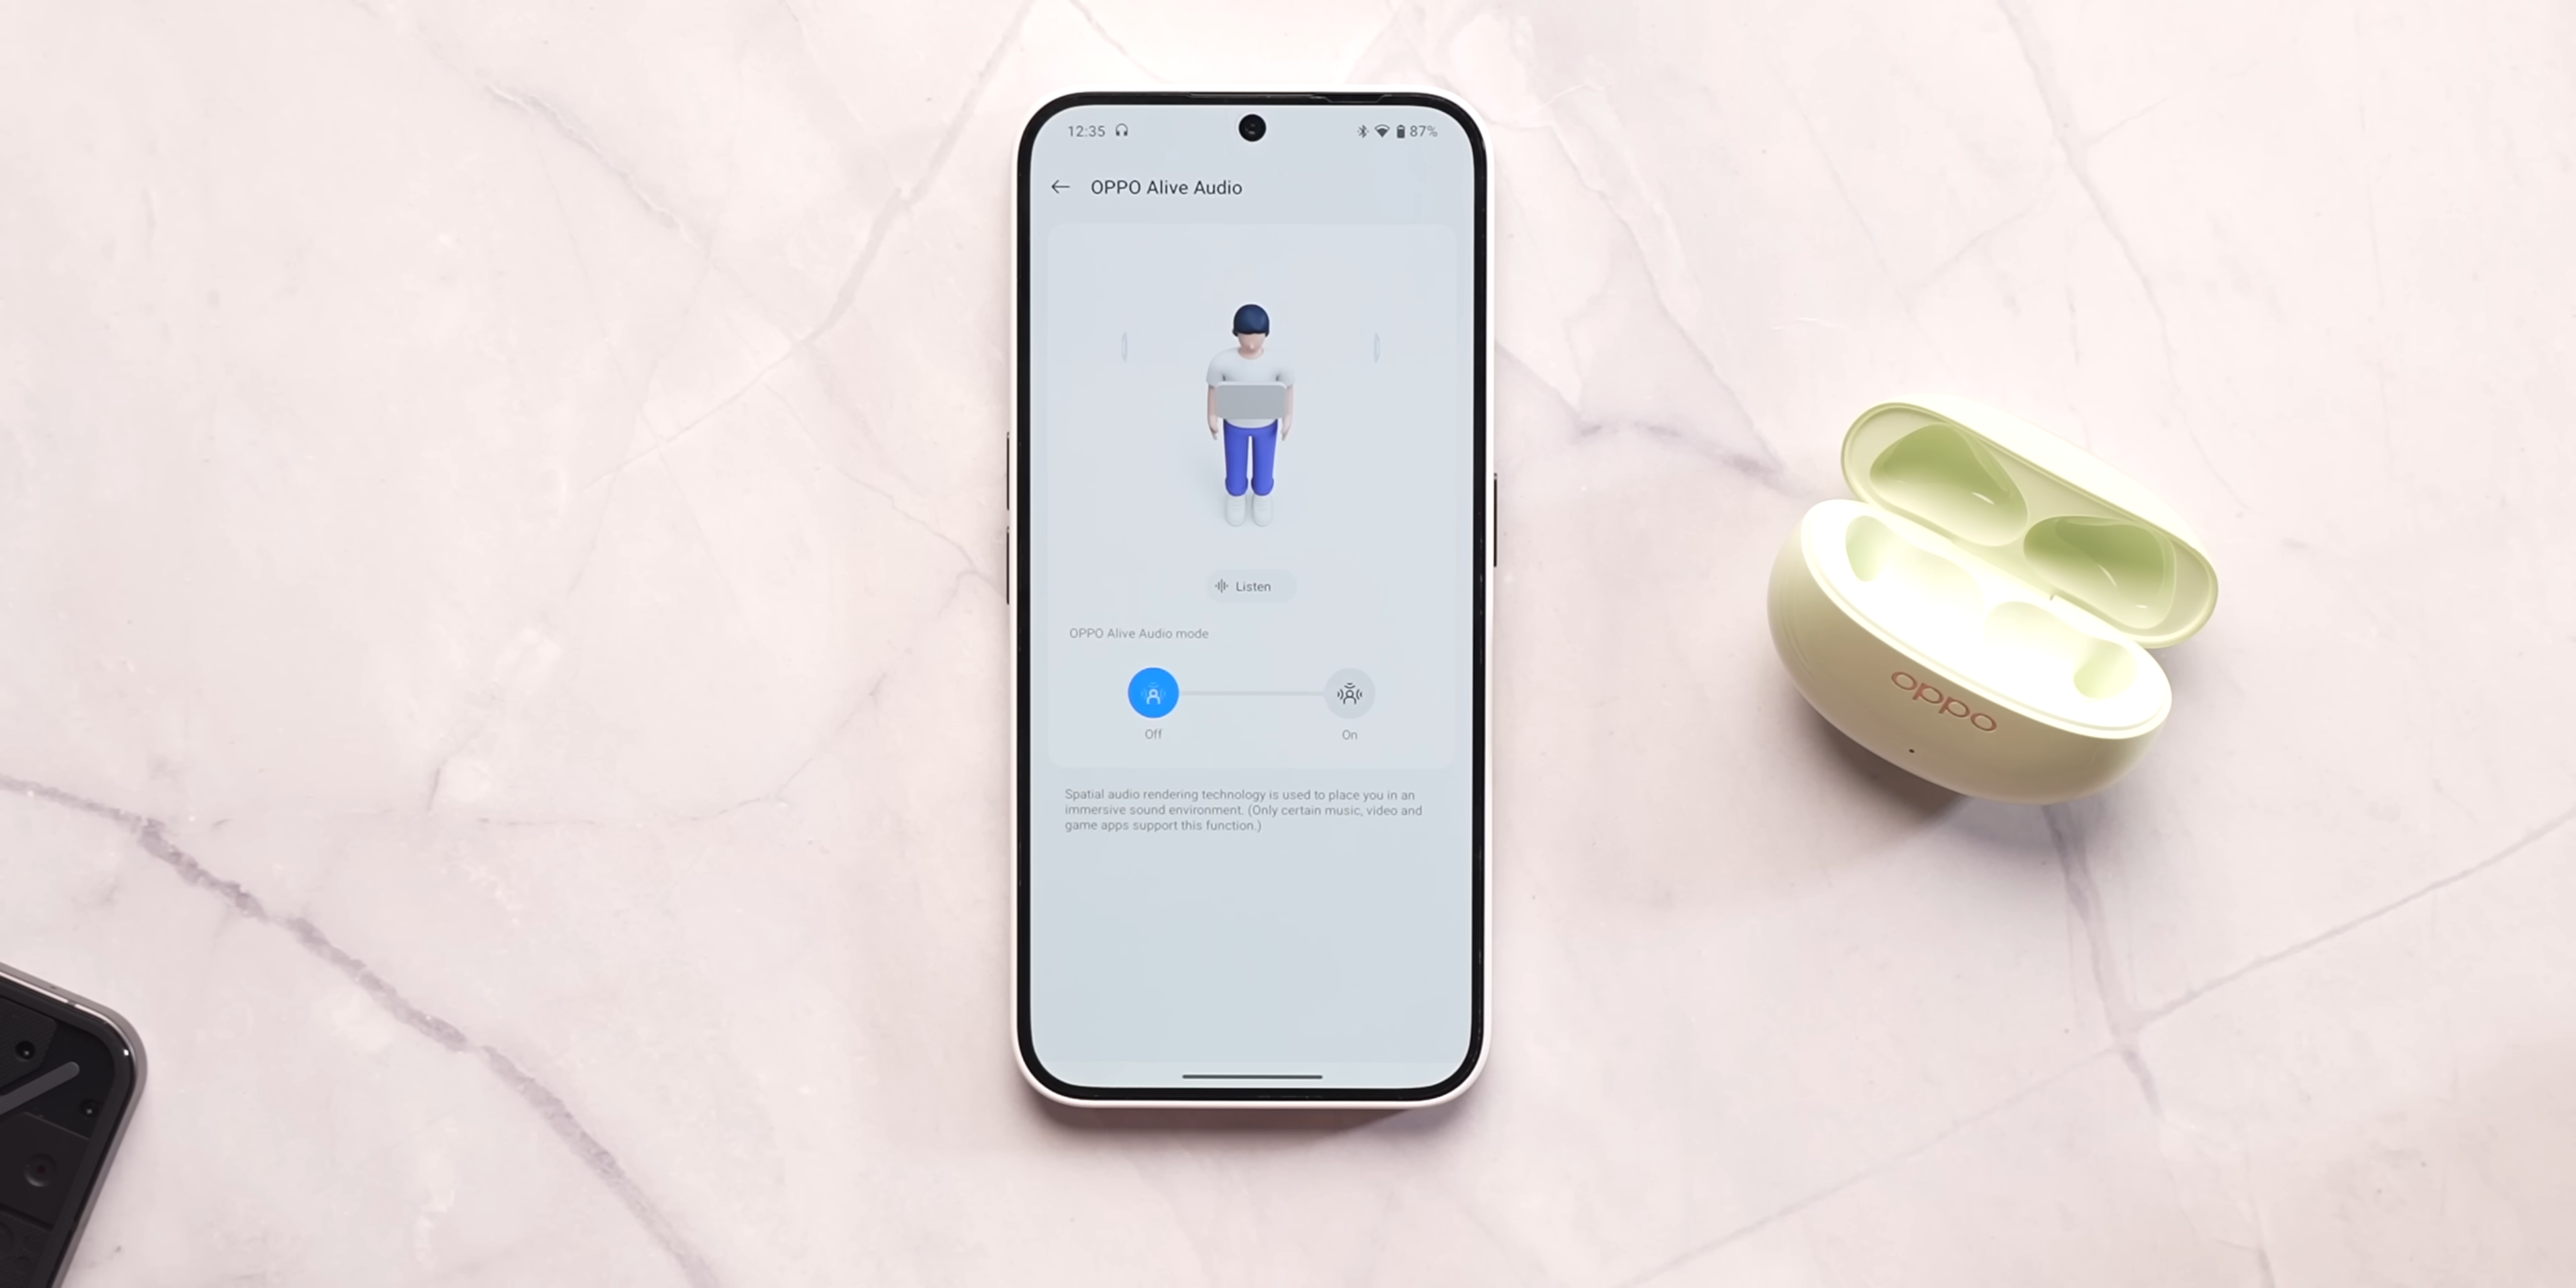 12:35
87%
OPPO Alive Audio
Listen
OPPO Alive Audio mode
Off
On
Spatial audio rendering technology is used to place you in an
immersive sound environment. (Only certain music, video and
game apps support this function.)
oppo